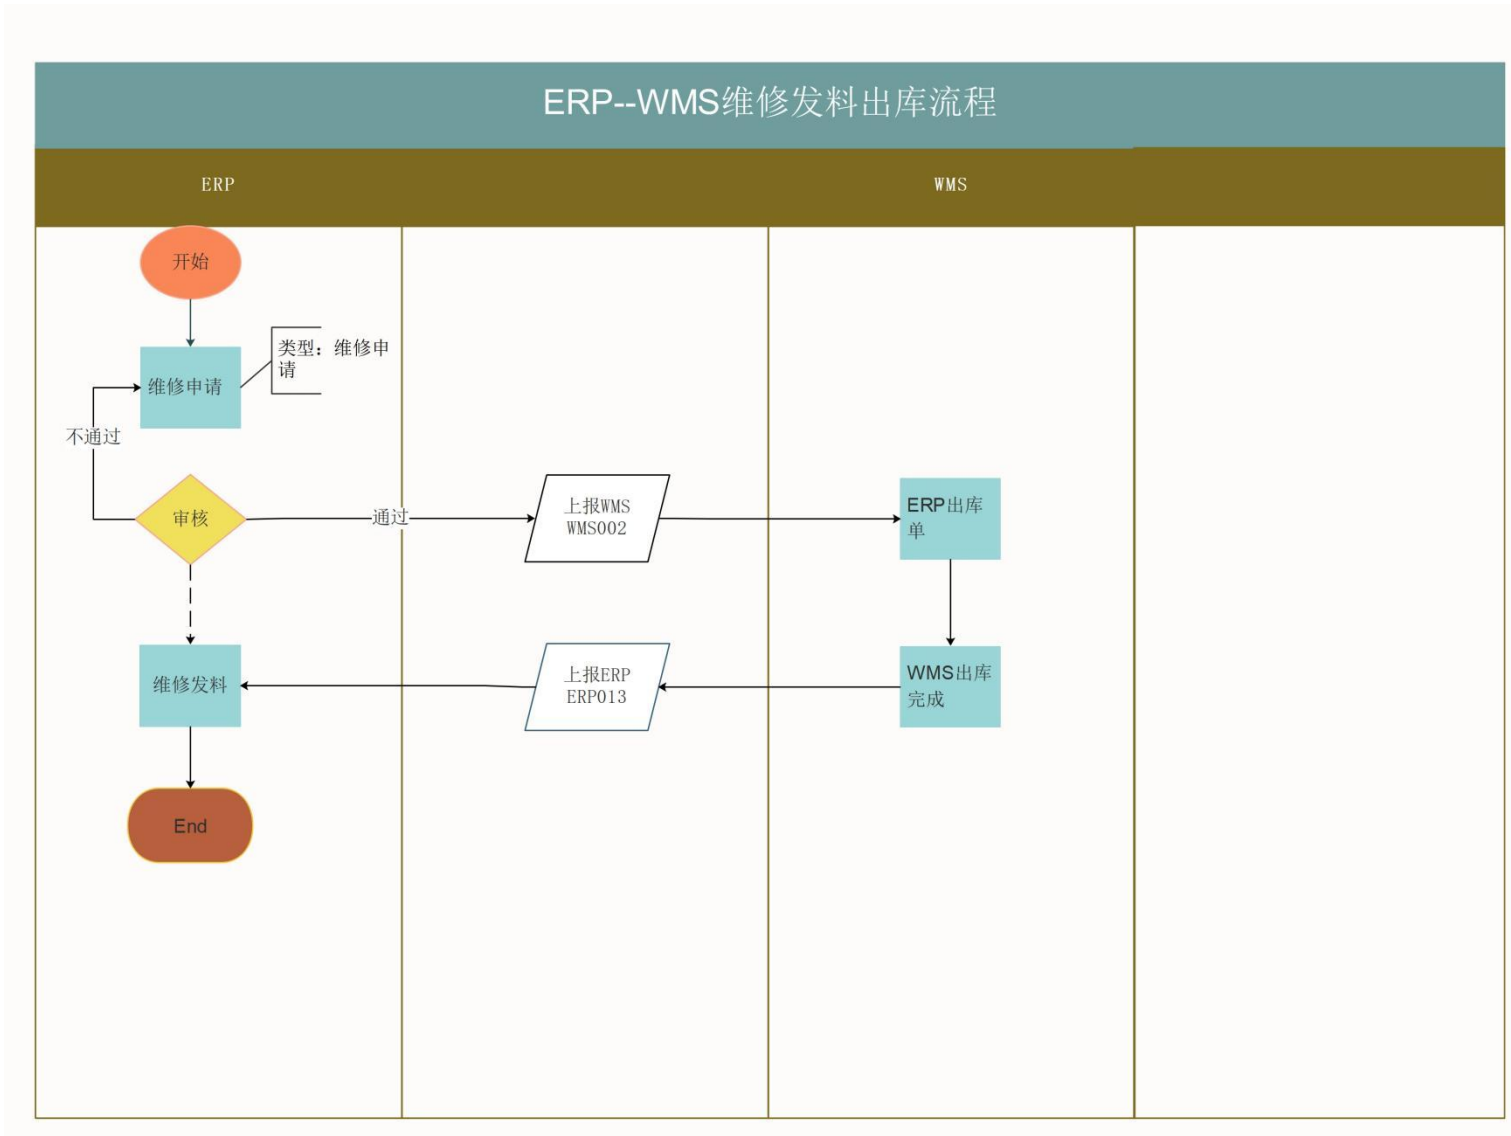 ERP--WMS维修发料出库流程
ERP
WMS
开始
类型：维修申
请
维修申请
不通过
审核
通过
上报WMS
WMS002
ERP出库
单
维修发料
上报ERP
ERP013
WMS出库
完成
End